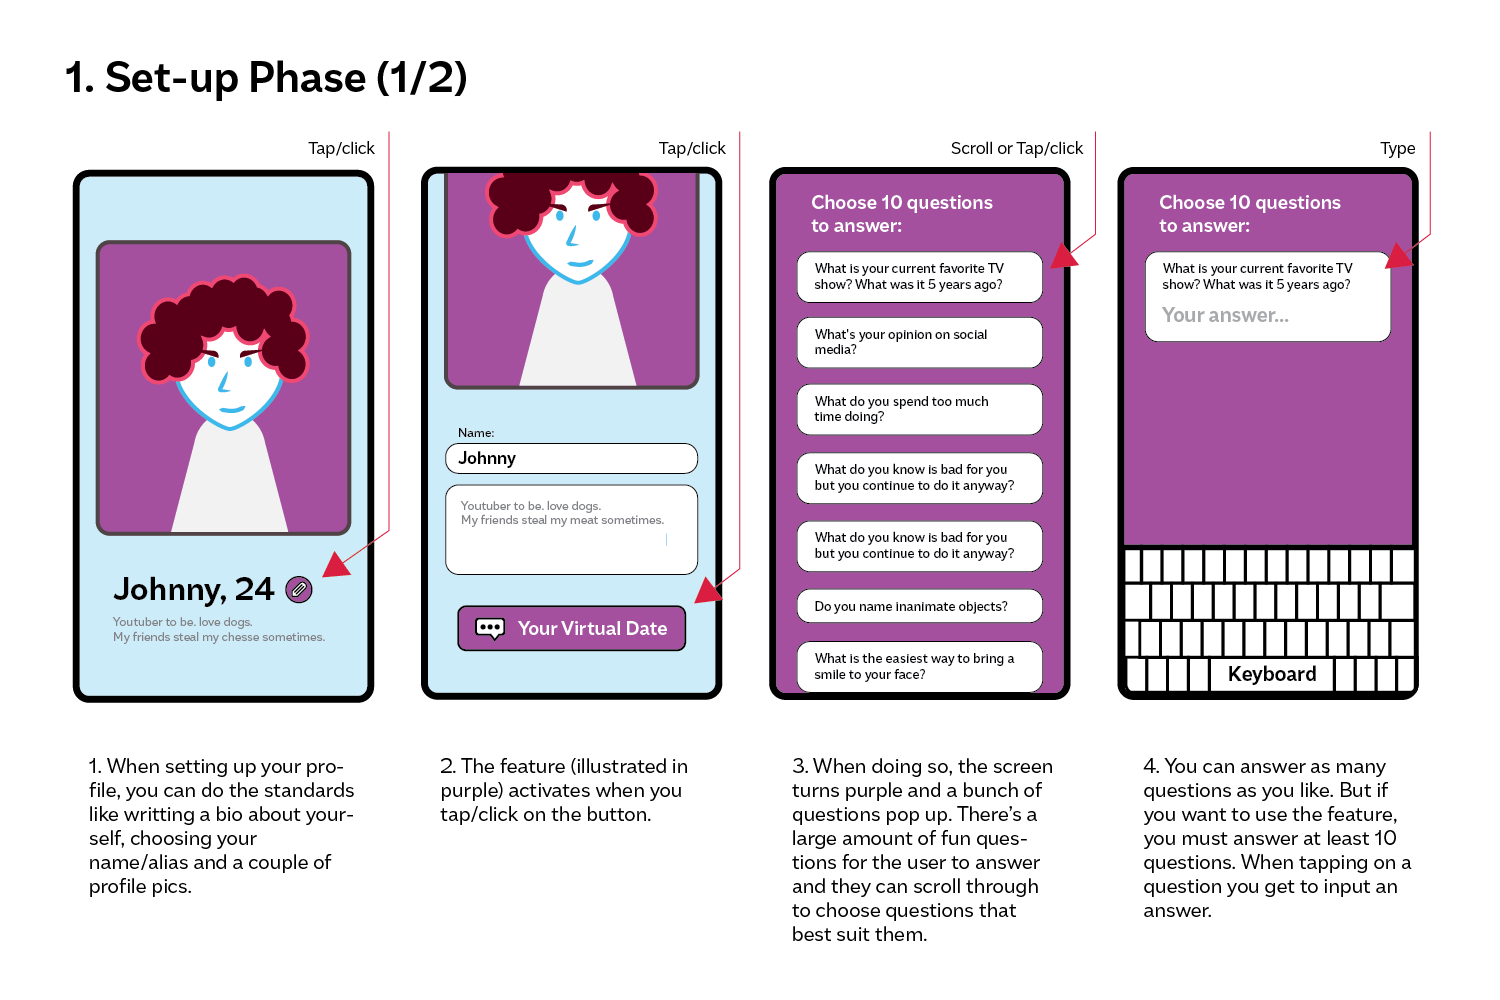 1. Set-up Phase (1/2)
Tap/click
Johnny, 24
Youtuber to be. love dogs.
My friends steal my chesse sometimes.
1. When setting up your pro-
file, you can do the standards
like writting a bio about your-
self, choosing your
name/alias and a couple of
profile pics.
Tap/click
Name:
Johnny
Youtuber to be. love dogs.
My friends steal my meat sometimes.
Your Virtual Date
2. The feature (illustrated in
purple) activates when you
tap/click on the button.
Scroll or Tap/click
Choose 10 questions
to answer:
What is your current favorite TV
show? What was it 5 years ago?
What's your opinion on social
media?
What do you spend too much
time doing?
What do you know is bad for you
but you continue to do it anyway?
What do you know is bad for you
but you continue to do it anyway?
Do you name inanimate objects?
What is the easiest way to bring a
smile to your face?
3. When doing so, the screen
turns purple and a bunch of
questions pop up. There’s a
large amount of fun ques-
tions for the user to answer
and they can scroll through
to choose questions that
best suit them.
Type
Choose 10 questions
to answer:
What is your current favorite TV
show? What was it 5 years ago?
Your answer...
Keyboard
4. You can answer as many
questions as you like. But if
you want to use the feature,
you must answer at least 10
questions. When tapping on a
question you get to input an
answer.